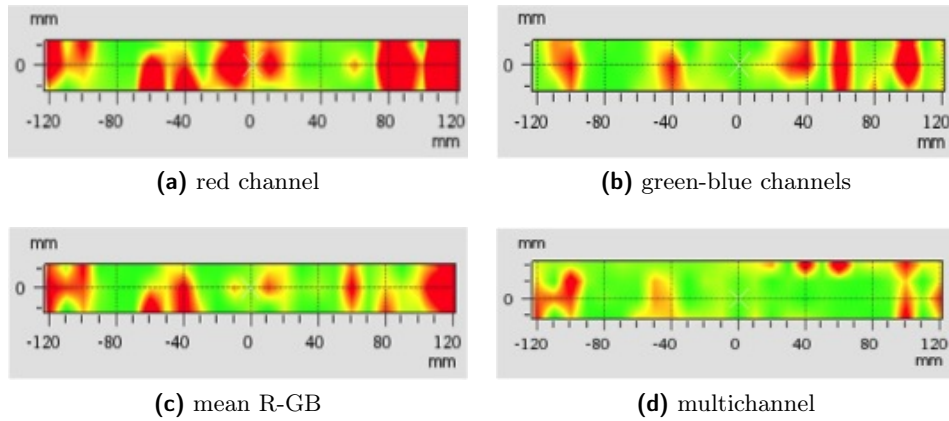 mm
0
-120 -80 -40 0 40 80 120
mm
(a) red channel
mm
0
-120 -80 -40 0 40 80 120
mm
(b) green-blue channels
mm
0
-120 -80 -40 0 40 80 120
mm
(c) mean R-GB
mm
0
-120 -80 -40 0 40 80 120
mm
(d) multichannel